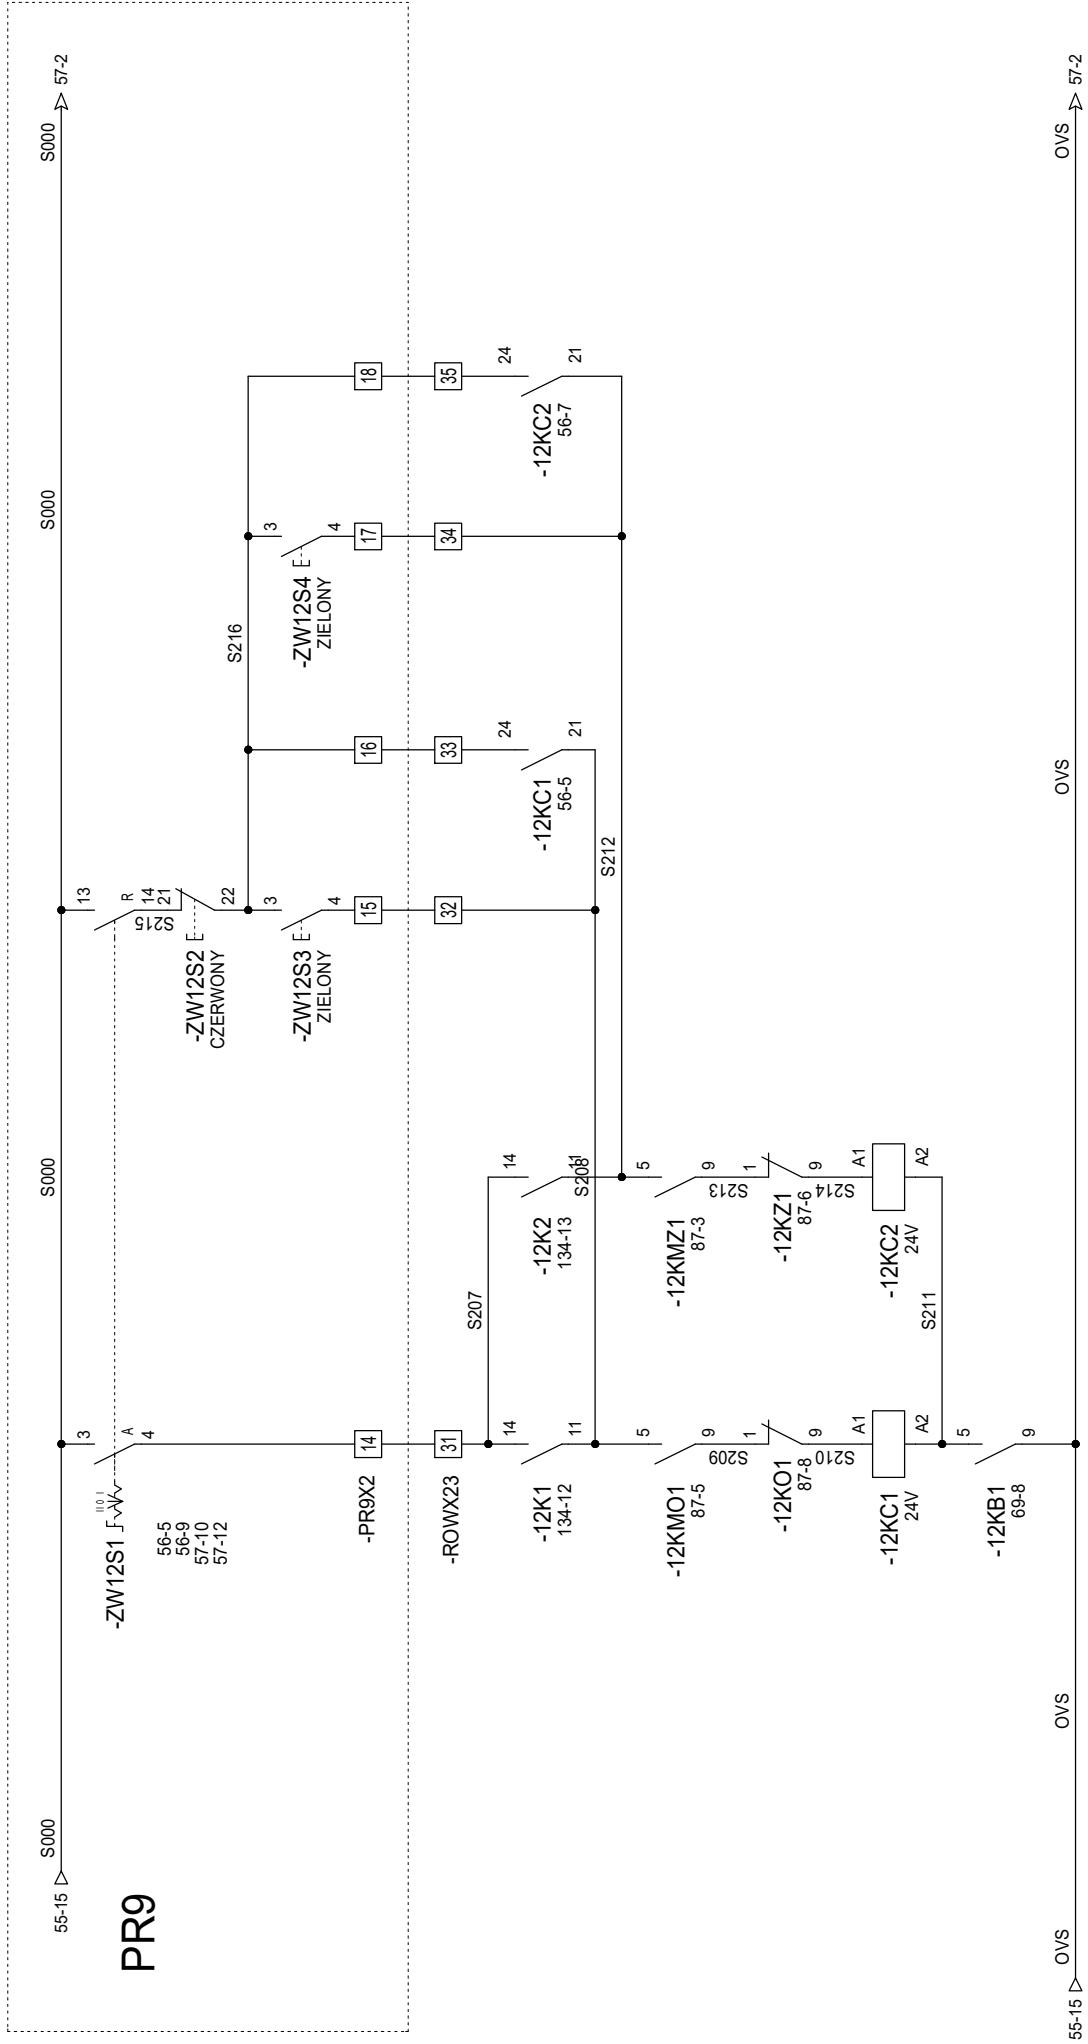 55-15
S000
S000
S000
S000
57-2
PR9
-ZW12S1
II 0 I
3
A
4
56-5
56-9
57-10
57-12
13
R
14
S215
21
22
-ZW12S2
CZERWONY
S216
-ZW12S3
ZIELONY
3
4
-ZW12S4
ZIELONY
3
4
-PR9X2
14
15
16
17
18
-ROWX23
31
32
33
34
35
S207
-12K1
134-12
14
11
-12K2
134-13
14
11
S208
-12KC1
56-5
24
21
-12KC2
56-7
24
21
S212
-12KMO1
87-5
5
9
S209
-12KMZ1
87-3
5
9
S213
-12KO1
87-8
1
9
S210
-12KZ1
87-6
1
9
S214
-12KC1
24V
A1
A2
-12KC2
24V
A1
A2
S211
-12KB1
69-8
5
9
55-15
OVS
OVS
OVS
OVS
57-2